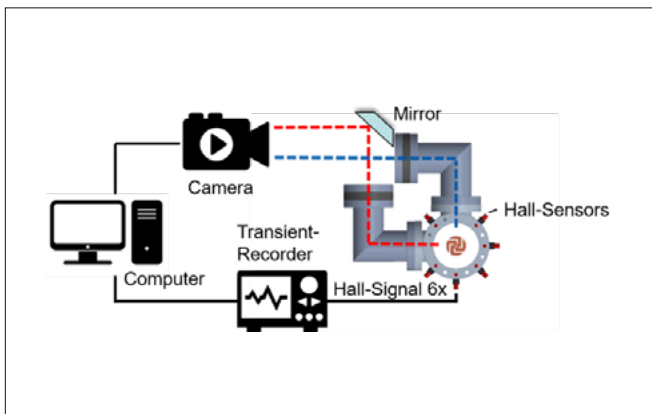 Mirror
Camera
Hall-Sensors
Transient-
Recorder
Computer
Hall-Signal 6x